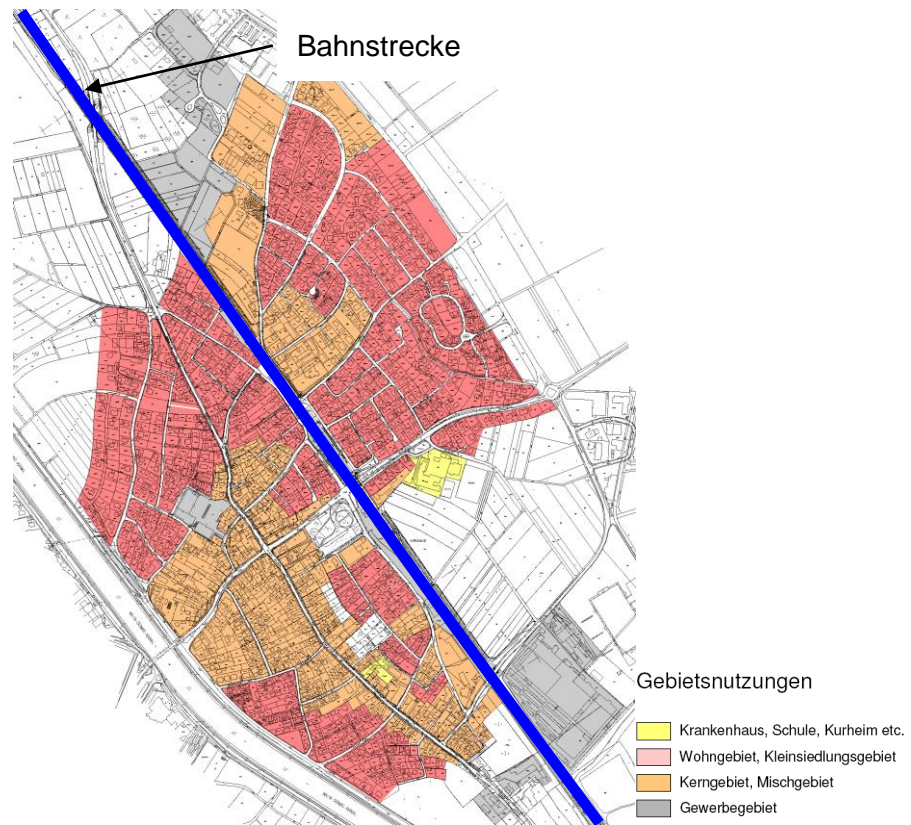 Bahnstrecke
Gebietsnutzungen
Krankenhaus, Schule, Kurheim etc.
Wohngebiet, Kleinsiedlungsgebiet
Kerngebiet, Mischgebiet
Gewerbegebiet